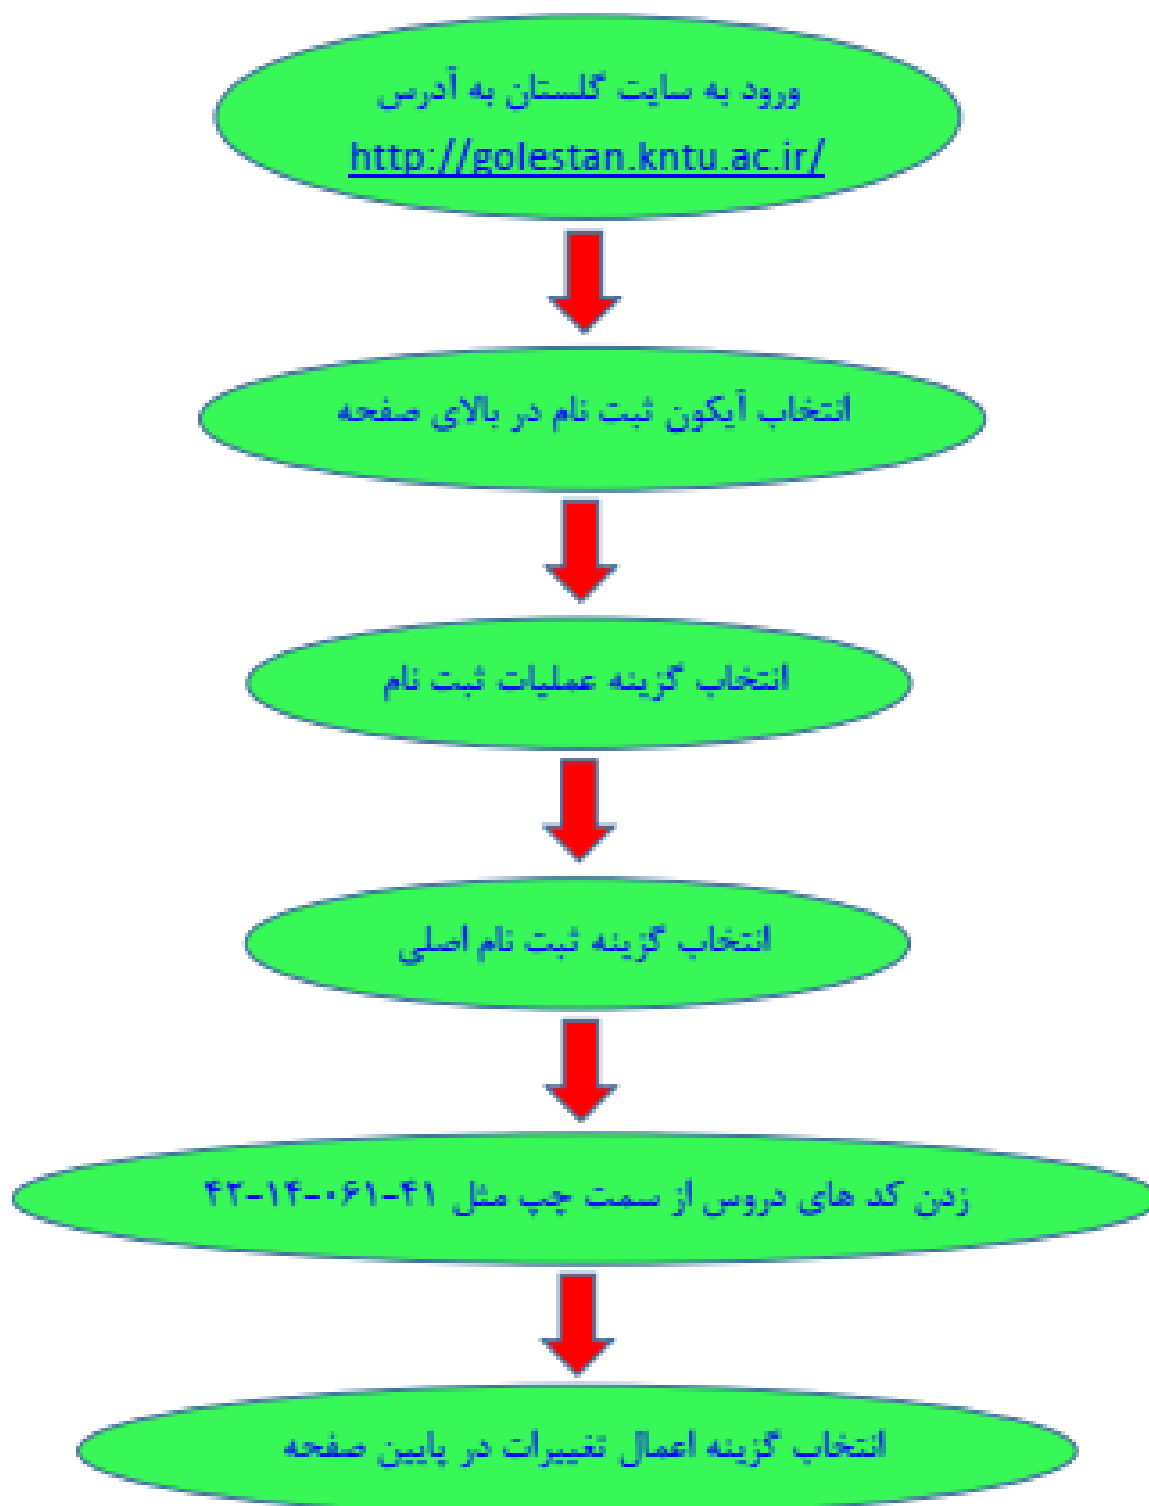 ورود به سایت گلستان به آدرس
http://golestan.kntu.ac.ir/
انتخاب آیکون ثبت نام در بالای صفحه
انتخاب گزینه عملیات ثبت نام
انتخاب گزینه ثبت نام اصلی
زدن کد های دروس از سمت چپ مثل ۴۱-۰۶۱-۱۴-۴۲
انتخاب گزینه اعمال تغییرات در پایین صفحه